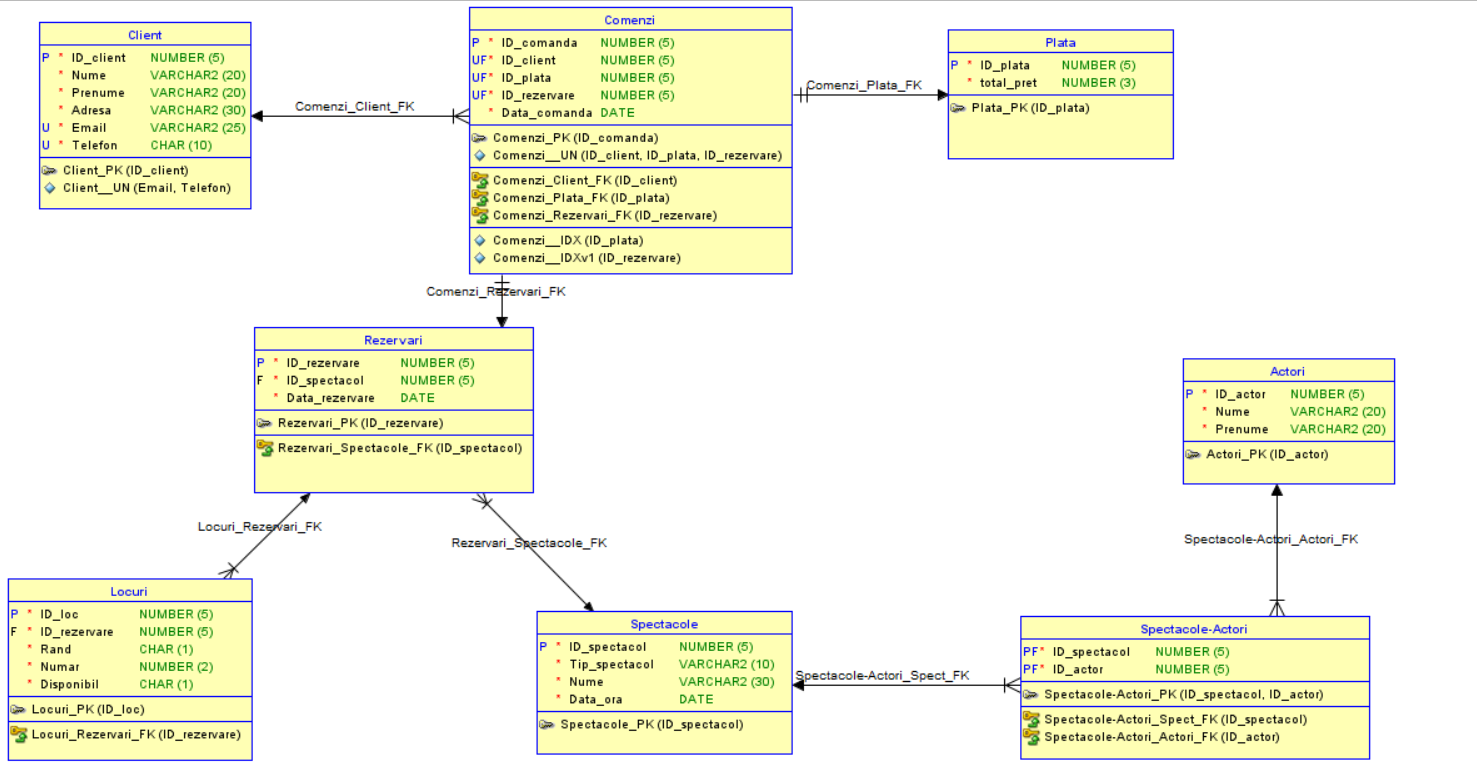 Client
P * ID_client NUMBER (5)
* Nume VARCHAR2 (20)
* Prenume VARCHAR2 (20)
* Adresa VARCHAR2 (30)
U * Email VARCHAR2 (25)
U * Telefon CHAR (10)
Client_PK (ID_client)
Client__UN (Email, Telefon)
Comenzi_Client_FK
Comenzi
P * ID_comanda NUMBER (5)
UF* ID_client NUMBER (5)
UF* ID_plata NUMBER (5)
UF* ID_rezervare NUMBER (5)
* Data_comanda DATE
Comenzi_PK (ID_comanda)
Comenzi__UN (ID_client, ID_plata, ID_rezervare)
Comenzi_Client_FK (ID_client)
Comenzi_Plata_FK (ID_plata)
Comenzi_Rezervari_FK (ID_rezervare)
Comenzi__IDX (ID_plata)
Comenzi__IDXv1 (ID_rezervare)
Comenzi_Plata_FK
Plata
P * ID_plata NUMBER (5)
* total_pret NUMBER (3)
Plata_PK (ID_plata)
Comenzi_Rezervari_FK
Rezervari
P * ID_rezervare NUMBER (5)
F * ID_spectacol NUMBER (5)
* Data_rezervare DATE
Rezervari_PK (ID_rezervare)
Rezervari_Spectacole_FK (ID_spectacol)
Actori
P * ID_actor NUMBER (5)
* Nume VARCHAR2 (20)
* Prenume VARCHAR2 (20)
Actori_PK (ID_actor)
Locuri_Rezervari_FK
Rezervari_Spectacole_FK
Spectacole-Actori_Actori_FK
Locuri
P * ID_loc NUMBER (5)
F * ID_rezervare NUMBER (5)
* Rand CHAR (1)
* Numar NUMBER (2)
* Disponibil CHAR (1)
Locuri_PK (ID_loc)
Locuri_Rezervari_FK (ID_rezervare)
Spectacole
P * ID_spectacol NUMBER (5)
* Tip_spectacol VARCHAR2 (10)
* Nume VARCHAR2 (30)
* Data_ora DATE
Spectacole_PK (ID_spectacol)
Spectacole-Actori_Spect_FK
Spectacole-Actori
PF* ID_spectacol NUMBER (5)
PF* ID_actor NUMBER (5)
Spectacole-Actori_PK (ID_spectacol, ID_actor)
Spectacole-Actori_Spect_FK (ID_spectacol)
Spectacole-Actori_Actori_FK (ID_actor)